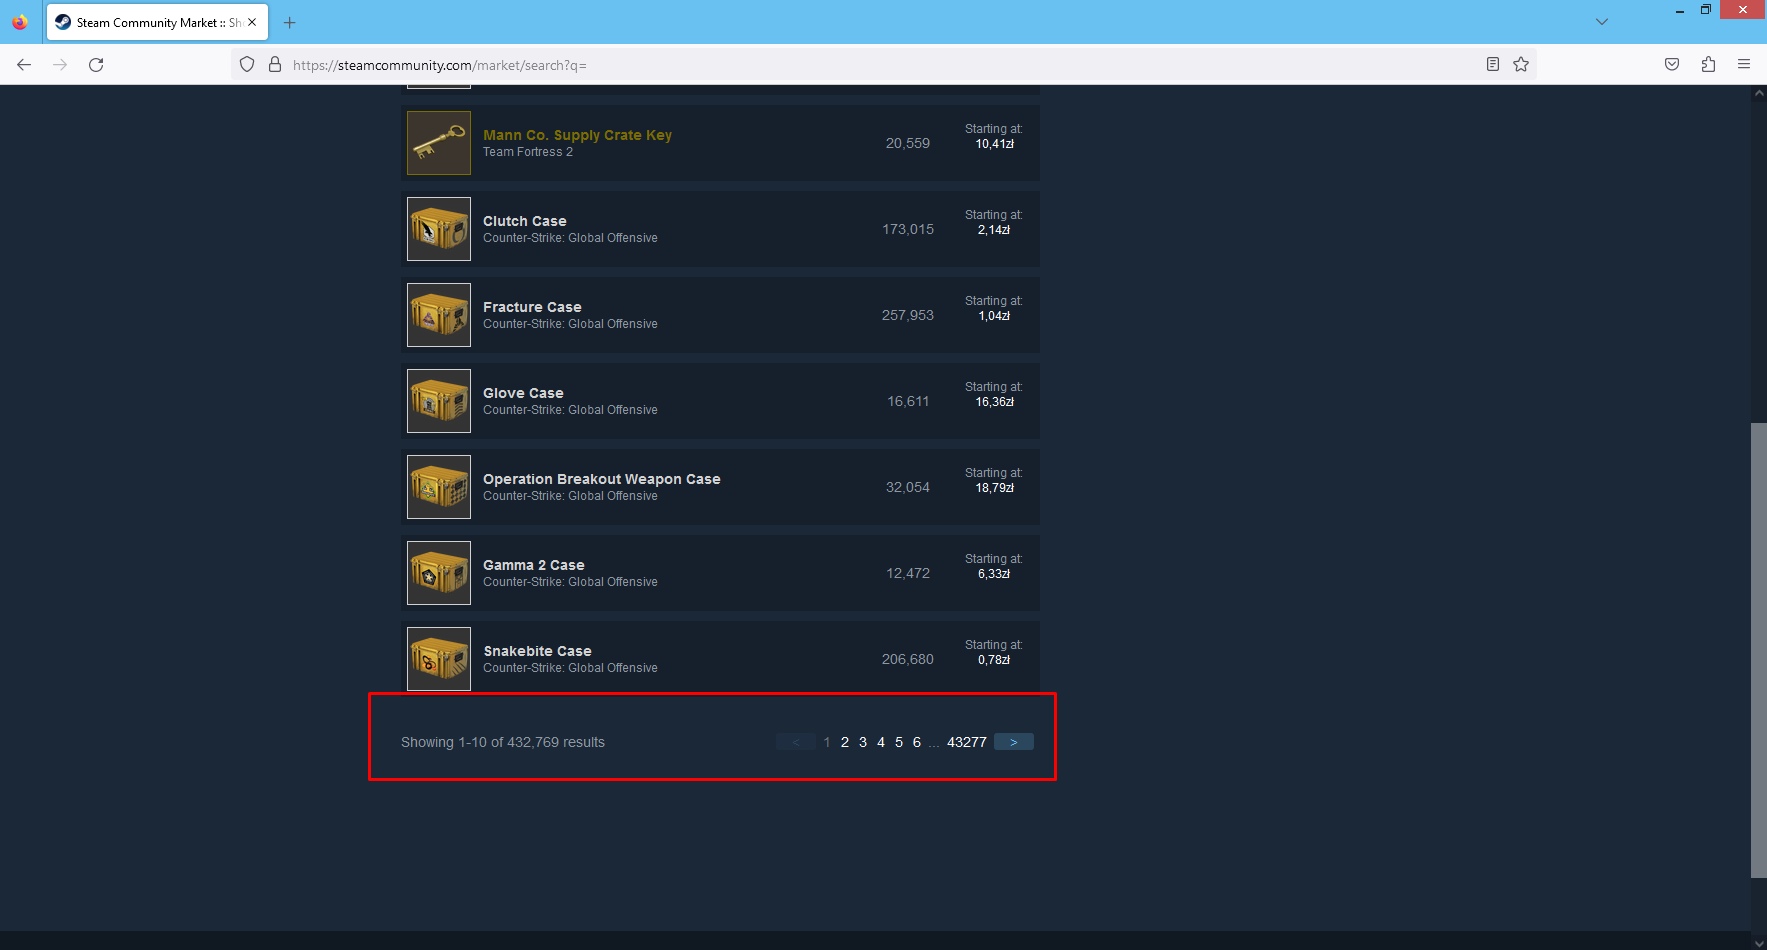 Steam Community Market :: Sh
https://steamcommunity.com/market/search?q=
Mann Co. Supply Crate Key
Team Fortress 2
20,559
Starting at:
10,41zł
Clutch Case
Counter-Strike: Global Offensive
173,015
Starting at:
2,14zł
Fracture Case
Counter-Strike: Global Offensive
257,953
Starting at:
1,04zł
Glove Case
Counter-Strike: Global Offensive
16,611
Starting at:
16,36zł
Operation Breakout Weapon Case
Counter-Strike: Global Offensive
32,054
Starting at:
18,79zł
Gamma 2 Case
Counter-Strike: Global Offensive
12,472
Starting at:
6,33zł
Snakebite Case
Counter-Strike: Global Offensive
206,680
Starting at:
0,78zł
Showing 1-10 of 432,769 results
< 1 2 3 4 5 6 ... 43277 >